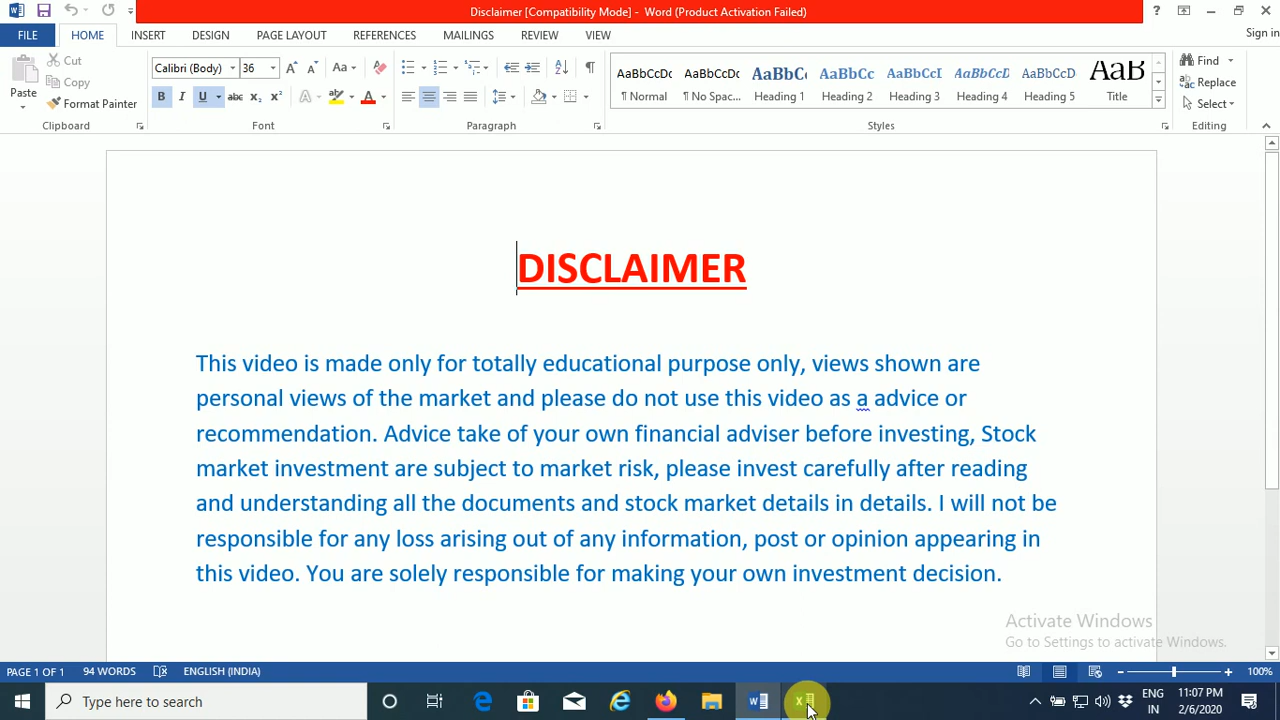 Disclaimer [Compatibility Mode] - Word (Product Activation Failed)
FILE HOME INSERT DESIGN PAGE LAYOUT REFERENCES MAILINGS REVIEW VIEW Sign in
Paste
Cut
Copy
Format Painter
Clipboard
Calibri (Body) 36
Font
Paragraph
AaBbCcDc AaBbCcDc AaBbC AaBbCcC AaBbCcI AaBbCcD AaBbCcD AaB
¶ Normal ¶ No Spac... Heading 1 Heading 2 Heading 3 Heading 4 Heading 5 Title
Styles
Find
Replace
Select
Editing
DISCLAIMER
This video is made only for totally educational purpose only, views shown are
personal views of the market and please do not use this video as a advice or
recommendation. Advice take of your own financial adviser before investing, Stock
market investment are subject to market risk, please invest carefully after reading
and understanding all the documents and stock market details in details. I will not be
responsible for any loss arising out of any information, post or opinion appearing in
this video. You are solely responsible for making your own investment decision.
Activate Windows
Go to Settings to activate Windows.
PAGE 1 OF 1 94 WORDS ENGLISH (INDIA) 100%
Type here to search
ENG
IN
11:07 PM
2/6/2020